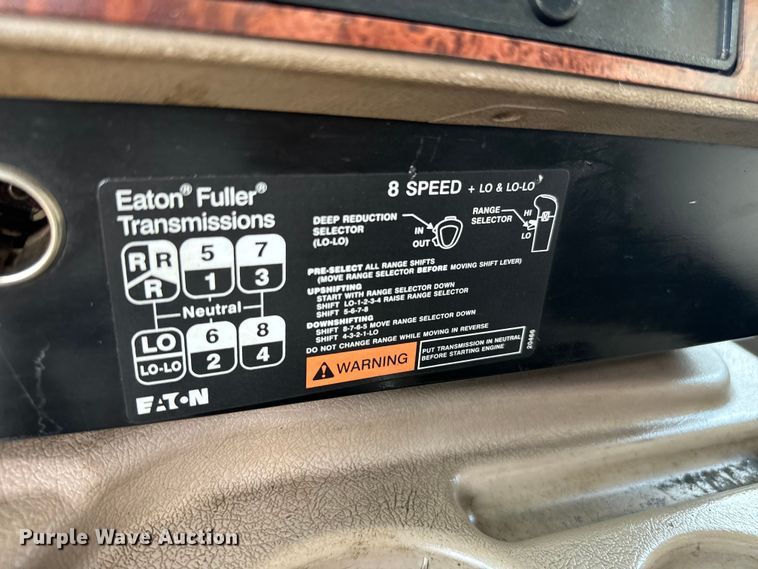 Eaton® Fuller®
Transmissions
R R 5 7
R 1 3
Neutral
LO 6 8
LO-LO 2 4
EATON
8 SPEED + LO & LO-LO
DEEP REDUCTION
SELECTOR
(LO-LO)
IN
OUT
RANGE
SELECTOR
HI
LO
PRE-SELECT ALL RANGE SHIFTS
(MOVE RANGE SELECTOR BEFORE MOVING SHIFT LEVER)
UPSHIFTING
START WITH RANGE SELECTOR DOWN
SHIFT LO-1-2-3-4 RAISE RANGE SELECTOR
SHIFT 5-6-7-8
DOWNSHIFTING
SHIFT 8-7-6-5 MOVE RANGE SELECTOR DOWN
SHIFT 4-3-2-1-LO
DO NOT CHANGE RANGE WHILE MOVING IN REVERSE
WARNING
PUT TRANSMISSION IN NEUTRAL
BEFORE STARTING ENGINE
20466
Purple Wave Auction